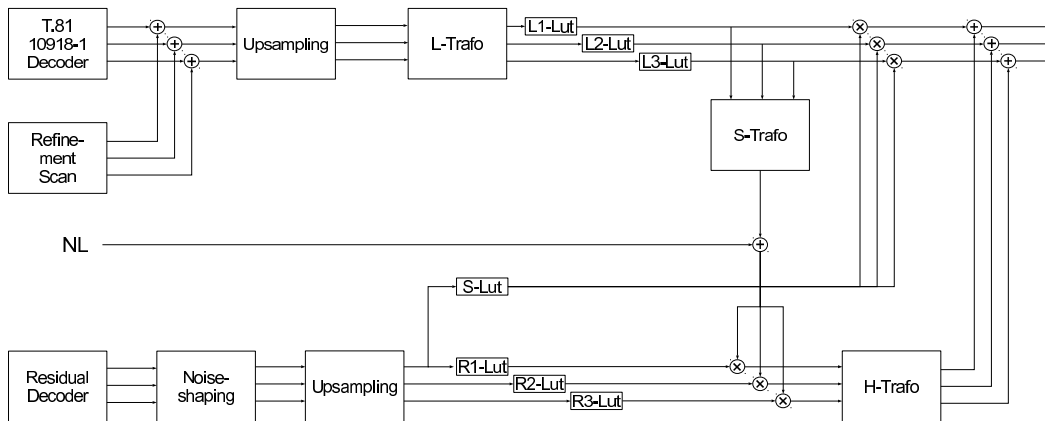 T.81
10918-1
Decoder
Upsampling
L-Trafo
L1-Lut
L2-Lut
L3-Lut
Refine-
ment
Scan
S-Trafo
NL
S-Lut
Residual
Decoder
Noise-
shaping
Upsampling
R1-Lut
R2-Lut
R3-Lut
H-Trafo